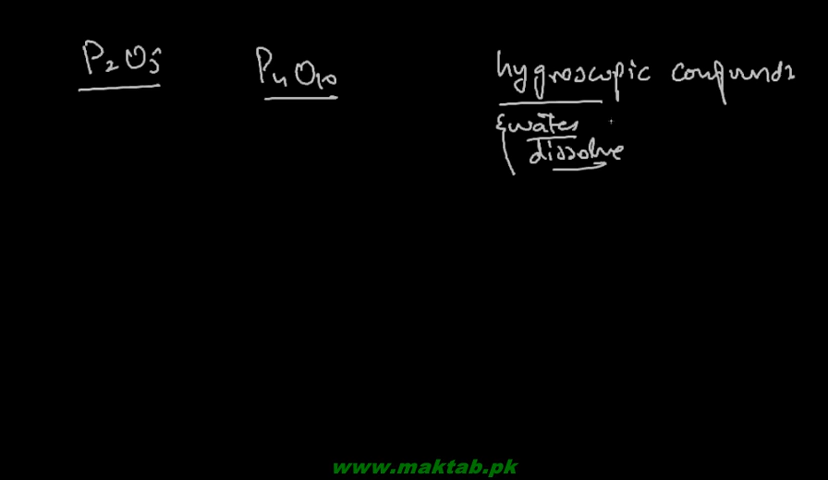 P₂O₅ P₄O₁₀ hygroscopic compounds
water
dissolve
www.maktab.pk